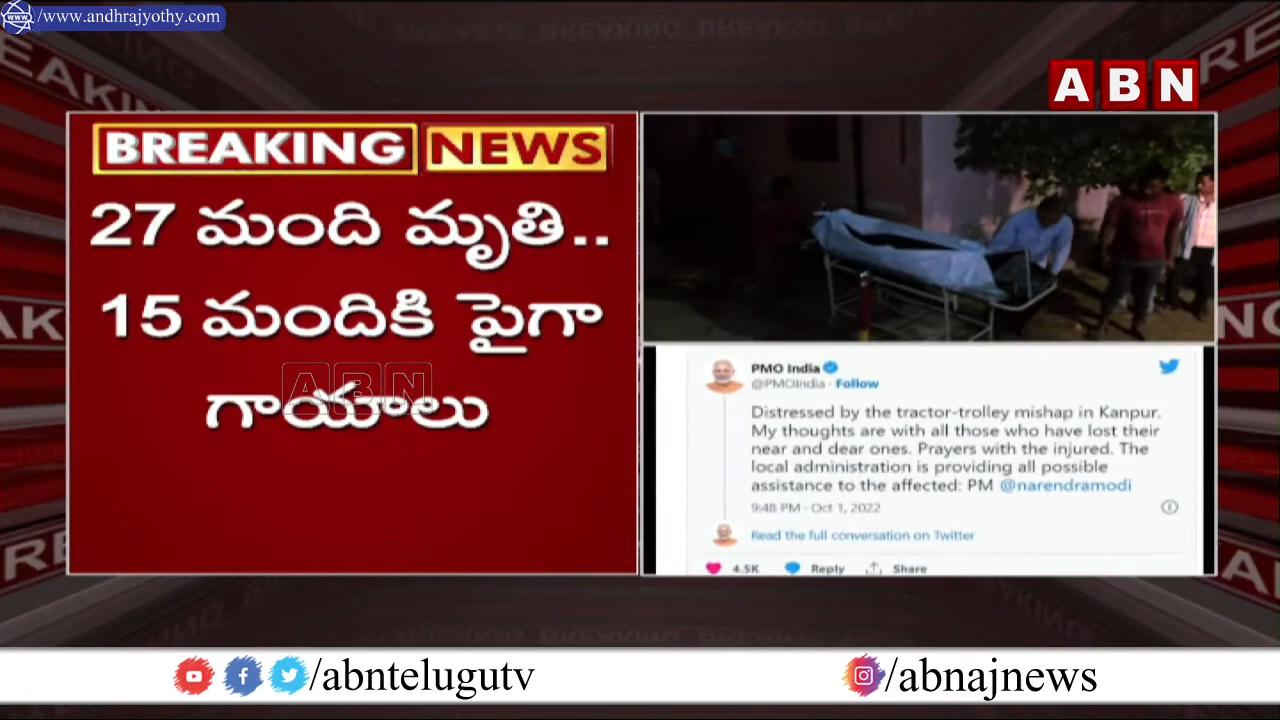 www./www.andhrajyothy.com
ABN
BREAKING NEWS
27 మంది మృతి..
15 మందికి పైగా
గాయాలు
ABN
PMO India
@PMOIndia · Follow
Distressed by the tractor-trolley mishap in Kanpur.
My thoughts are with all those who have lost their
near and dear ones. Prayers with the injured. The
local administration is providing all possible
assistance to the affected: PM @narendramodi
9:48 PM · Oct 1, 2022
Read the full conversation on Twitter
4.5K Reply Share
/abntelugutv
/abnajnews